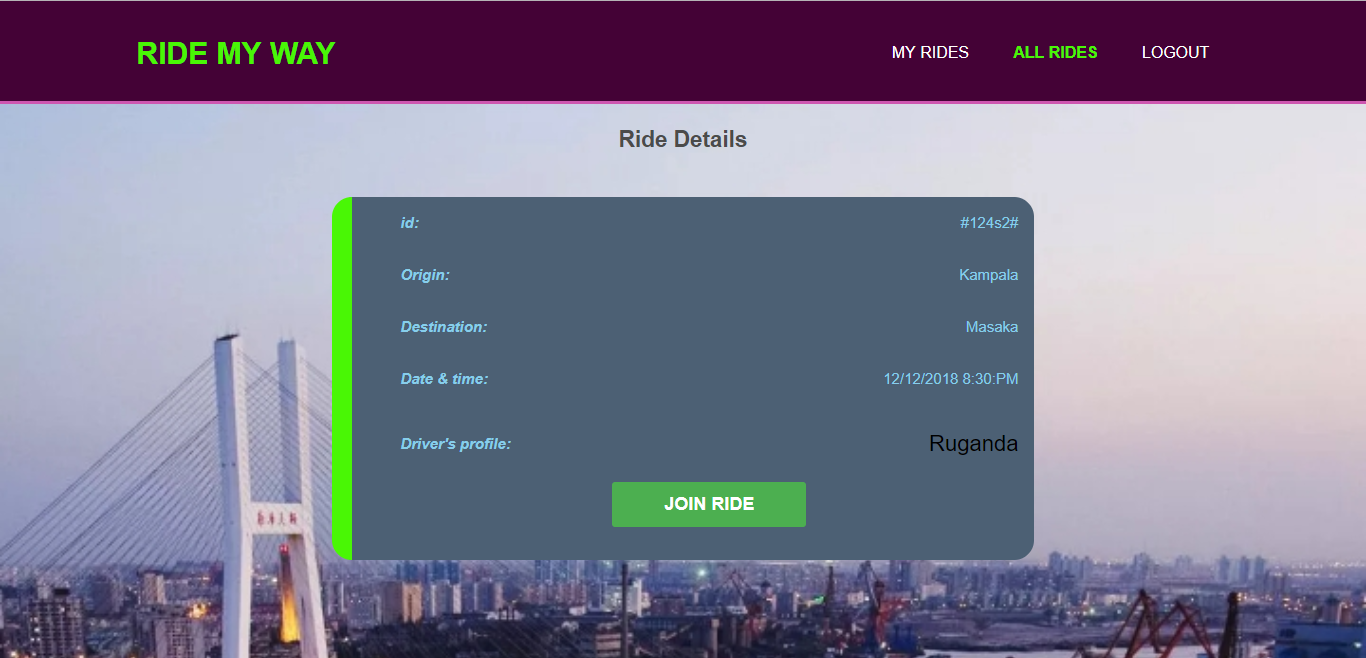 RIDE MY WAY
MY RIDES ALL RIDES LOGOUT
Ride Details
id: #124s2#
Origin: Kampala
Destination: Masaka
Date & time: 12/12/2018 8:30:PM
Driver's profile: Ruganda
JOIN RIDE